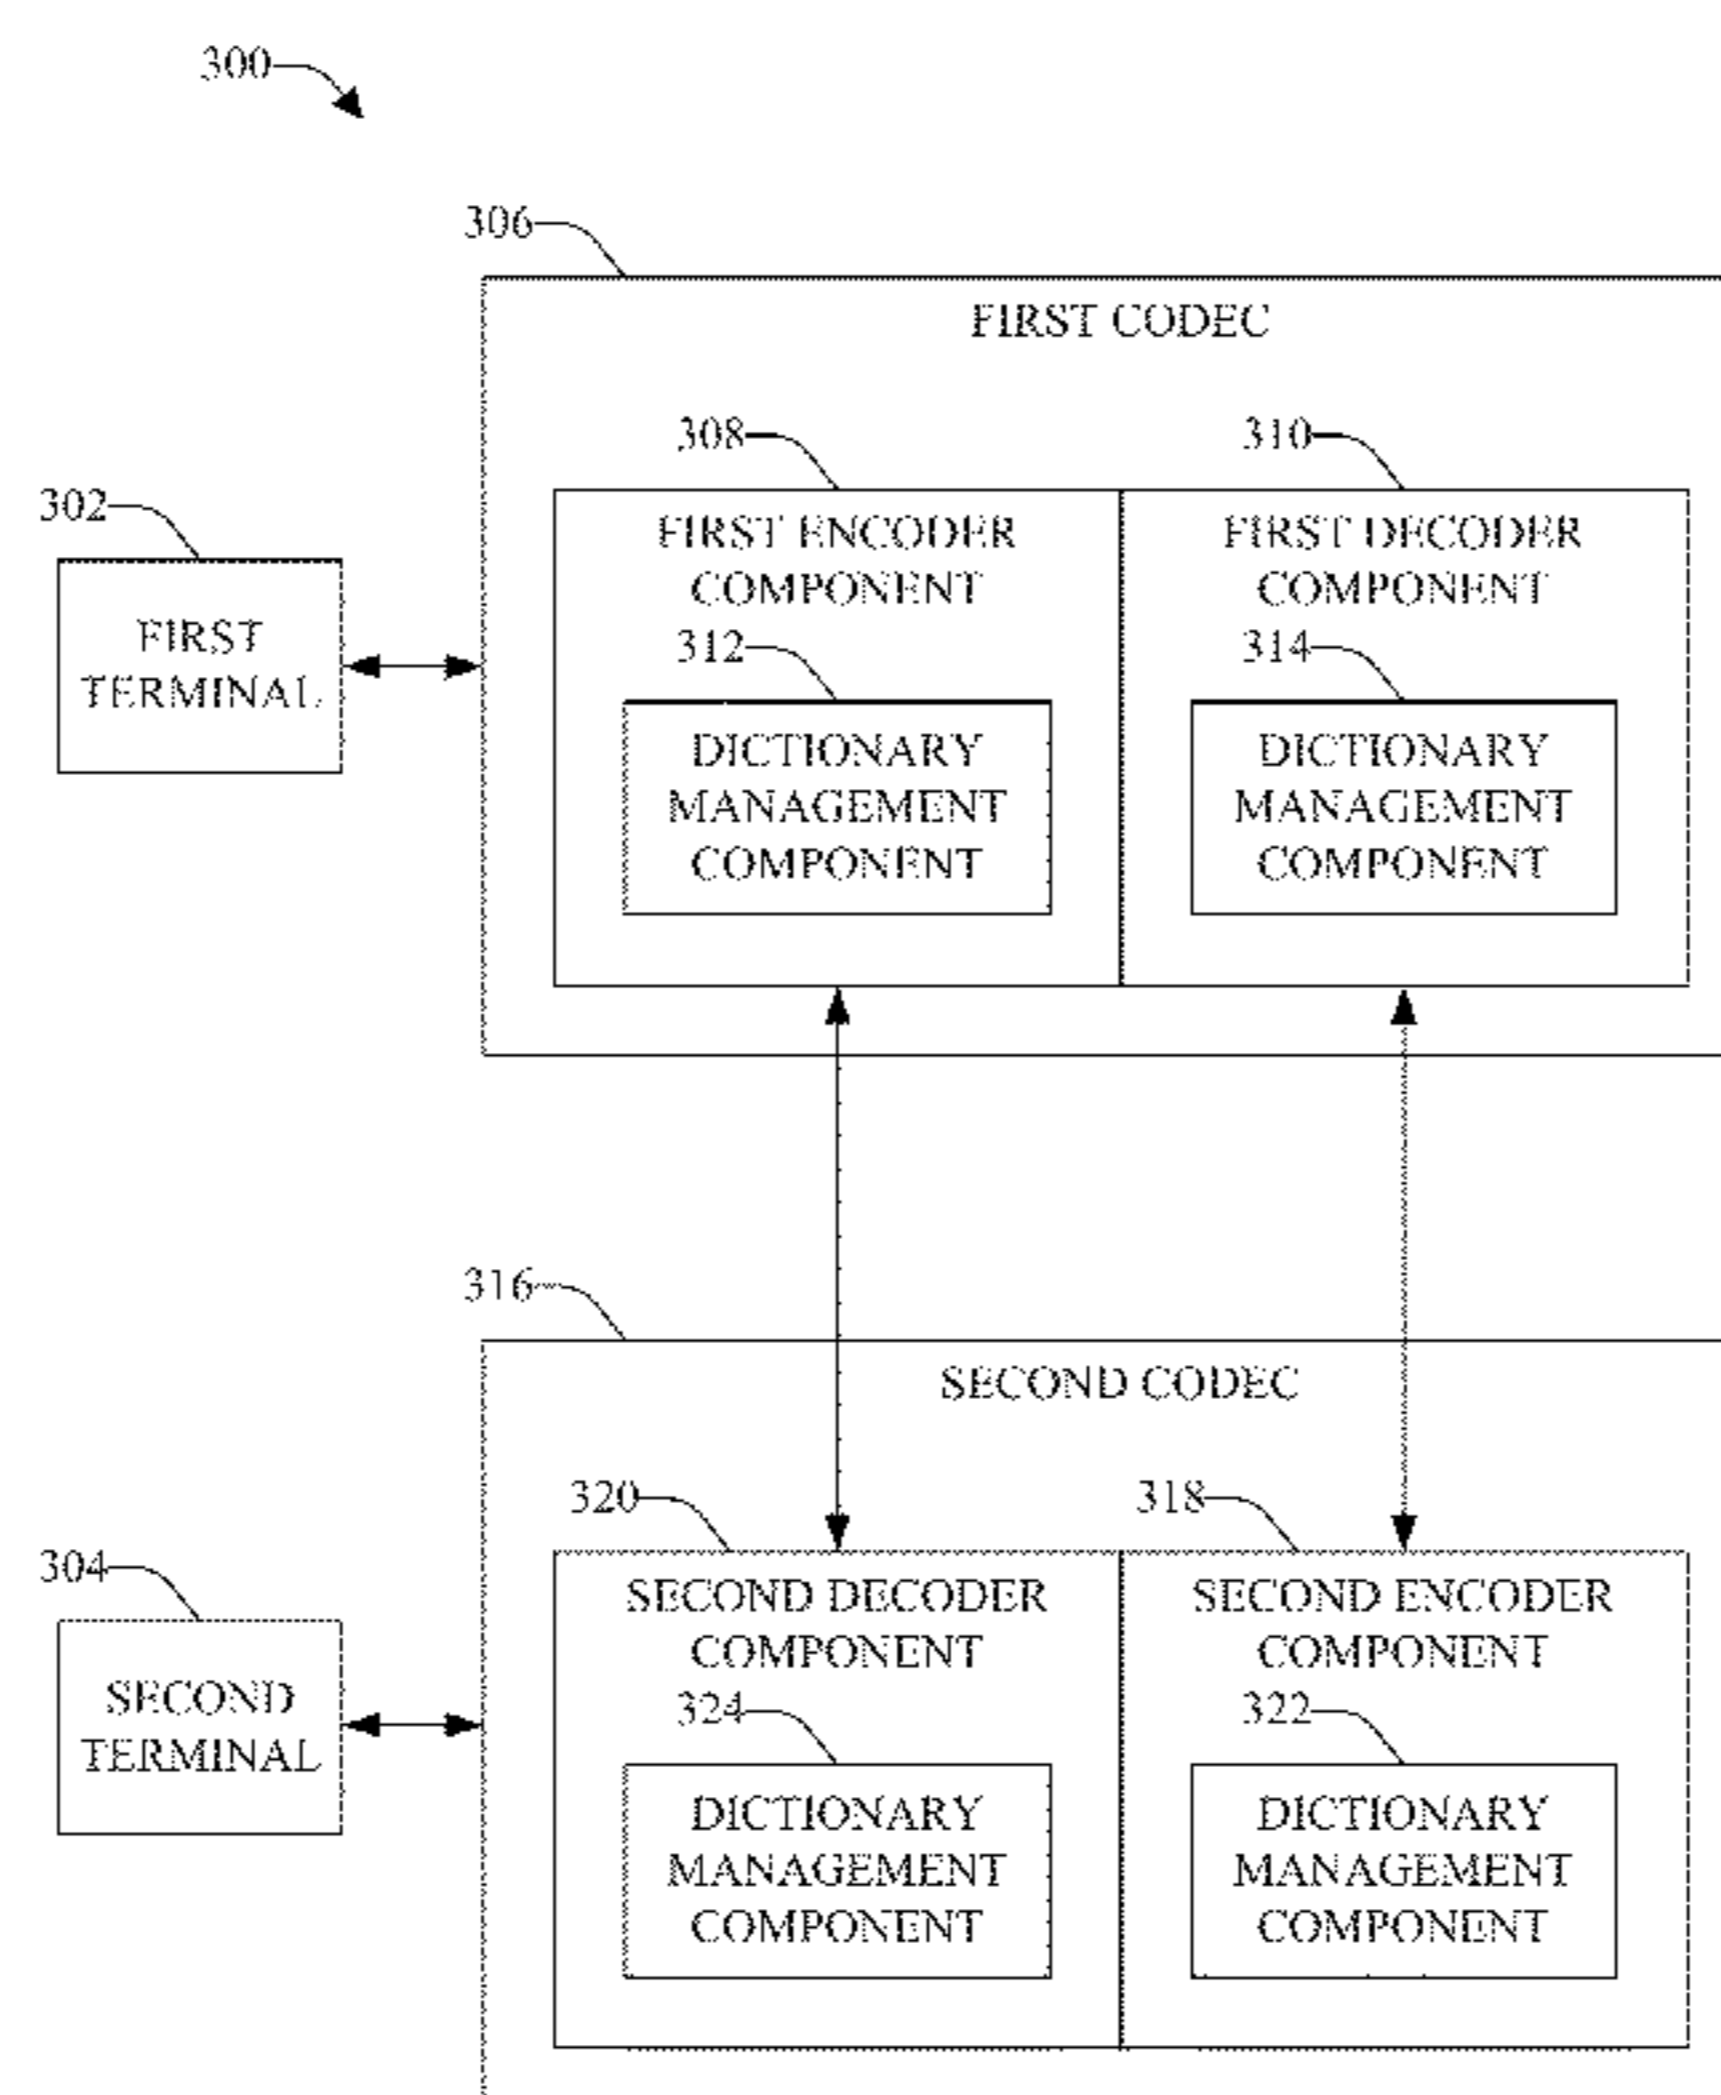 300
306
FIRST CODEC
308
310
302
FIRST ENCODER
COMPONENT
FIRST DECODER
COMPONENT
FIRST
TERMINAL
312
314
DICTIONARY
MANAGEMENT
COMPONENT
DICTIONARY
MANAGEMENT
COMPONENT
316
SECOND CODEC
320
318
304
SECOND DECODER
COMPONENT
SECOND ENCODER
COMPONENT
SECOND
TERMINAL
324
322
DICTIONARY
MANAGEMENT
COMPONENT
DICTIONARY
MANAGEMENT
COMPONENT